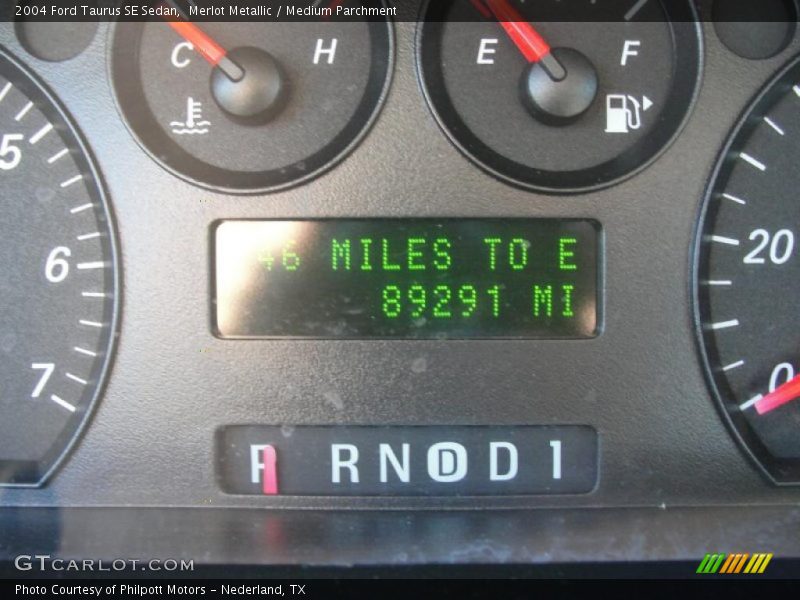 2004 Ford Taurus SE Sedan, Merlot Metallic / Medium Parchment
C H E F
5 6 7
46 MILES TO E
89291 MI
20
0
P R N D D 1
GTCARLOT.COM
Photo Courtesy of Philpott Motors - Nederland, TX